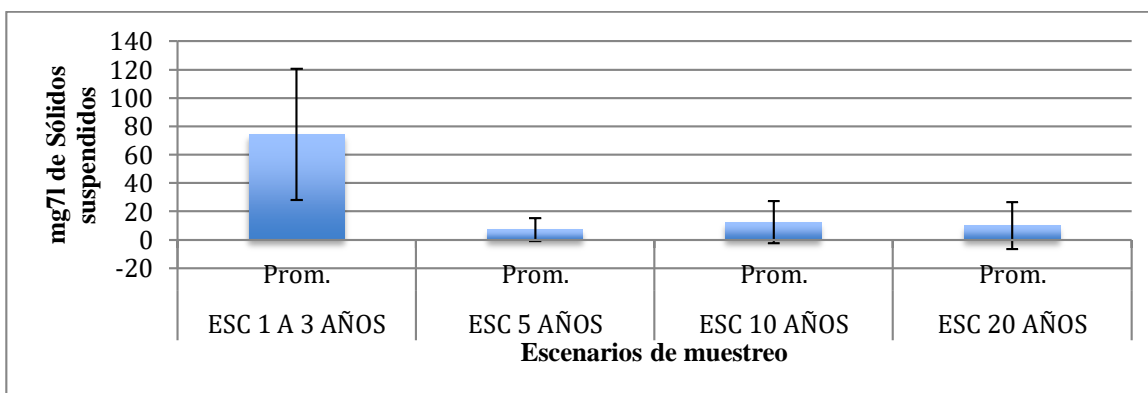 mg7l de Sólidos
suspendidos
140
120
100
80
60
40
20
0
-20
Prom. Prom. Prom. Prom.
ESC 1 A 3 AÑOS ESC 5 AÑOS ESC 10 AÑOS ESC 20 AÑOS
Escenarios de muestreo